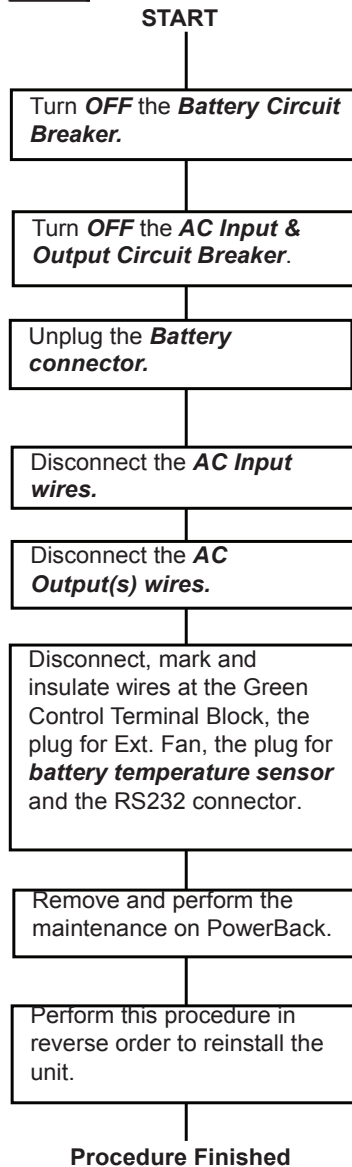 START
Turn OFF the Battery Circuit
Breaker.
Turn OFF the AC Input &
Output Circuit Breaker.
Unplug the Battery
connector.
Disconnect the AC Input
wires.
Disconnect the AC
Output(s) wires.
Disconnect, mark and
insulate wires at the Green
Control Terminal Block, the
plug for Ext. Fan, the plug for
battery temperature sensor
and the RS232 connector.
Remove and perform the
maintenance on PowerBack.
Perform this procedure in
reverse order to reinstall the
unit.
Procedure Finished